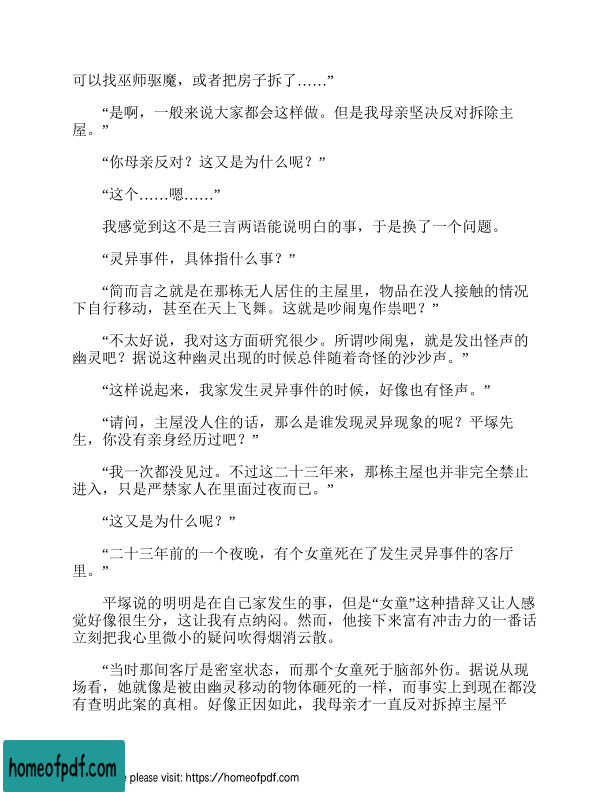 可以找巫师驱魔，或者把房子拆了……”
“是啊，一般来说大家都会这样做。但是我母亲坚决反对拆除主
屋。”
“你母亲反对？这又是为什么呢？”
“这个……嗯……”
我感觉到这不是三言两语能说明白的事，于是换了一个问题。
“灵异事件，具体指什么事？”
“简而言之就是在那栋无人居住的主屋里，物品在没人接触的情况
下自行移动，甚至在天上飞舞。这就是吵闹鬼作祟吧？”
“不太好说，我对这方面研究很少。所谓吵闹鬼，就是发出怪声的
幽灵吧？据说这种幽灵出现的时候总伴随着奇怪的沙沙声。”
“这样说起来，我家发生灵异事件的时候，好像也有怪声。”
“请问，主屋没人住的话，那么是谁发现灵异现象的呢？平塚先
生，你没有亲身经历过吧？”
“我一次都没见过。不过这二十三年来，那栋主屋也并非完全禁止
进入，只是严禁家人在里面过夜而已。”
“这又是为什么呢？”
“二十三年前的一个夜晚，有个女童死在了发生灵异事件的客厅
里。”
平塚说的明明是在自己家发生的事，但是“女童”这种措辞又让人感
觉好像很生分，这让我有点纳闷。然而，他接下来富有冲击力的一番话
立刻把我心里微小的疑问吹得烟消云散。
“当时那间客厅是密室状态，而那个女童死于脑部外伤。据说从现
场看，她就像是被由幽灵移动的物体砸死的一样，而事实上到现在都没
有查明此案的真相。好像正因如此，我母亲才一直反对拆掉主屋平
homeofpdf.com
e please visit: https://homeofpdf.com